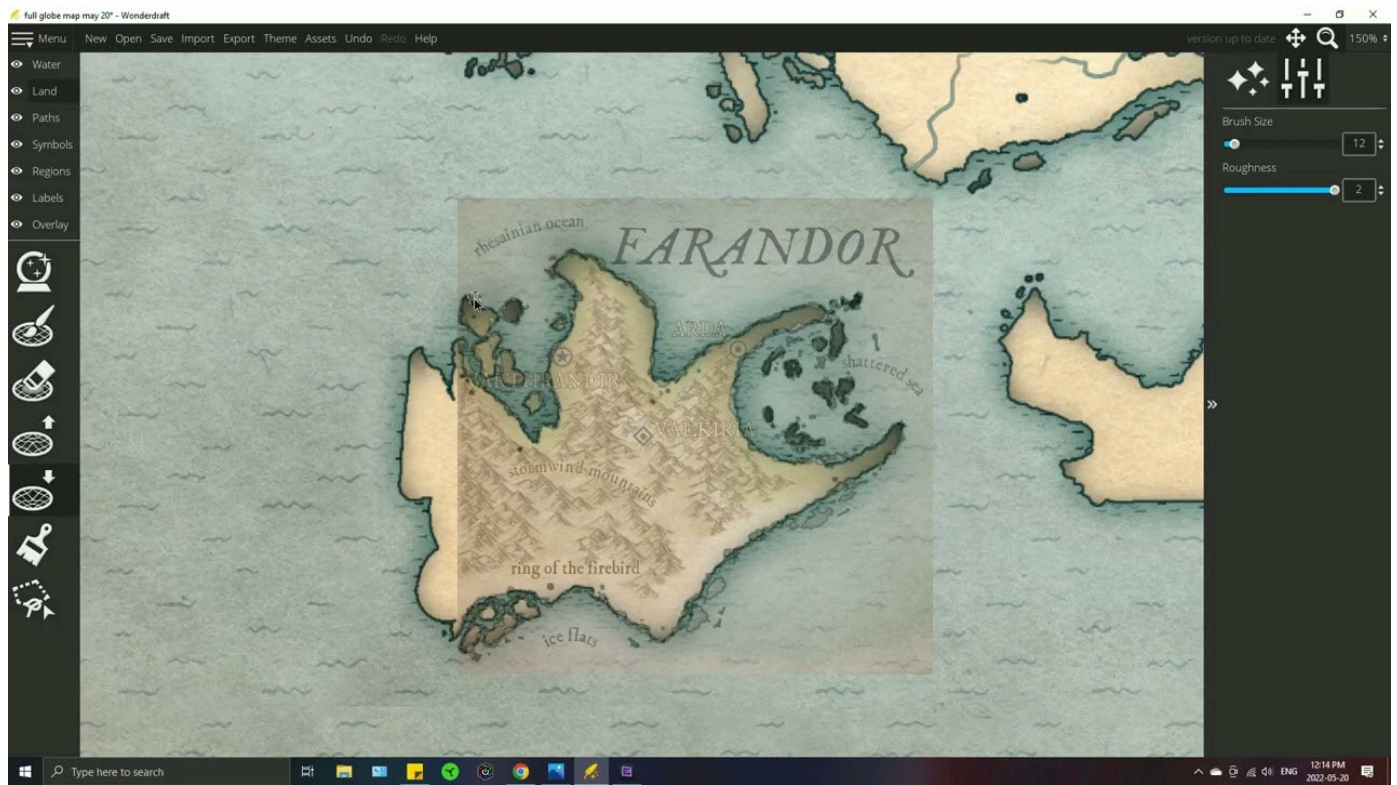 full globe map may 20* - Wonderdraft
Menu New Open Save Import Export Theme Assets Undo Redo Help
version up to date 150%
Water
Land
Paths
Symbols
Regions
Labels
Overlay
Brush Size
12
Roughness
2
rhesainian ocean
FARANDOR
ARDA
shattered sea
VALKIRIA
stormwind mountains
ring of the firebird
ice flats
Type here to search
ENG
12:14 PM
2022-05-20